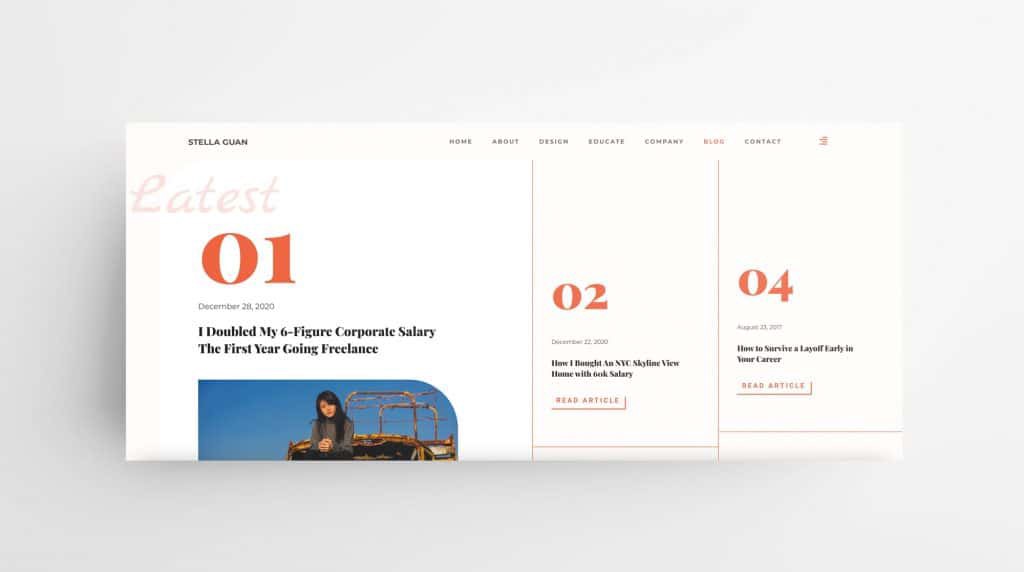 STELLA GUAN
HOME ABOUT DESIGN EDUCATE COMPANY BLOG CONTACT
Latest
01
December 28, 2020
I Doubled My 6-Figure Corporate Salary
The First Year Going Freelance
02
December 22, 2020
How I Bought An NYC Skyline View
Home with 60k Salary
READ ARTICLE
04
August 23, 2017
How to Survive a Layoff Early in
Your Career
READ ARTICLE